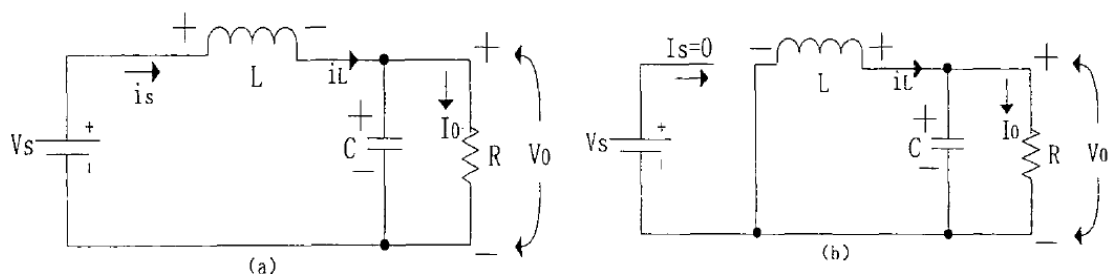 + − + Is=0 − + +
is L iL L iL
+ I0 + I0
Vs + C R V0 Vs + C R V0
− − − −
− −
(a) (b)